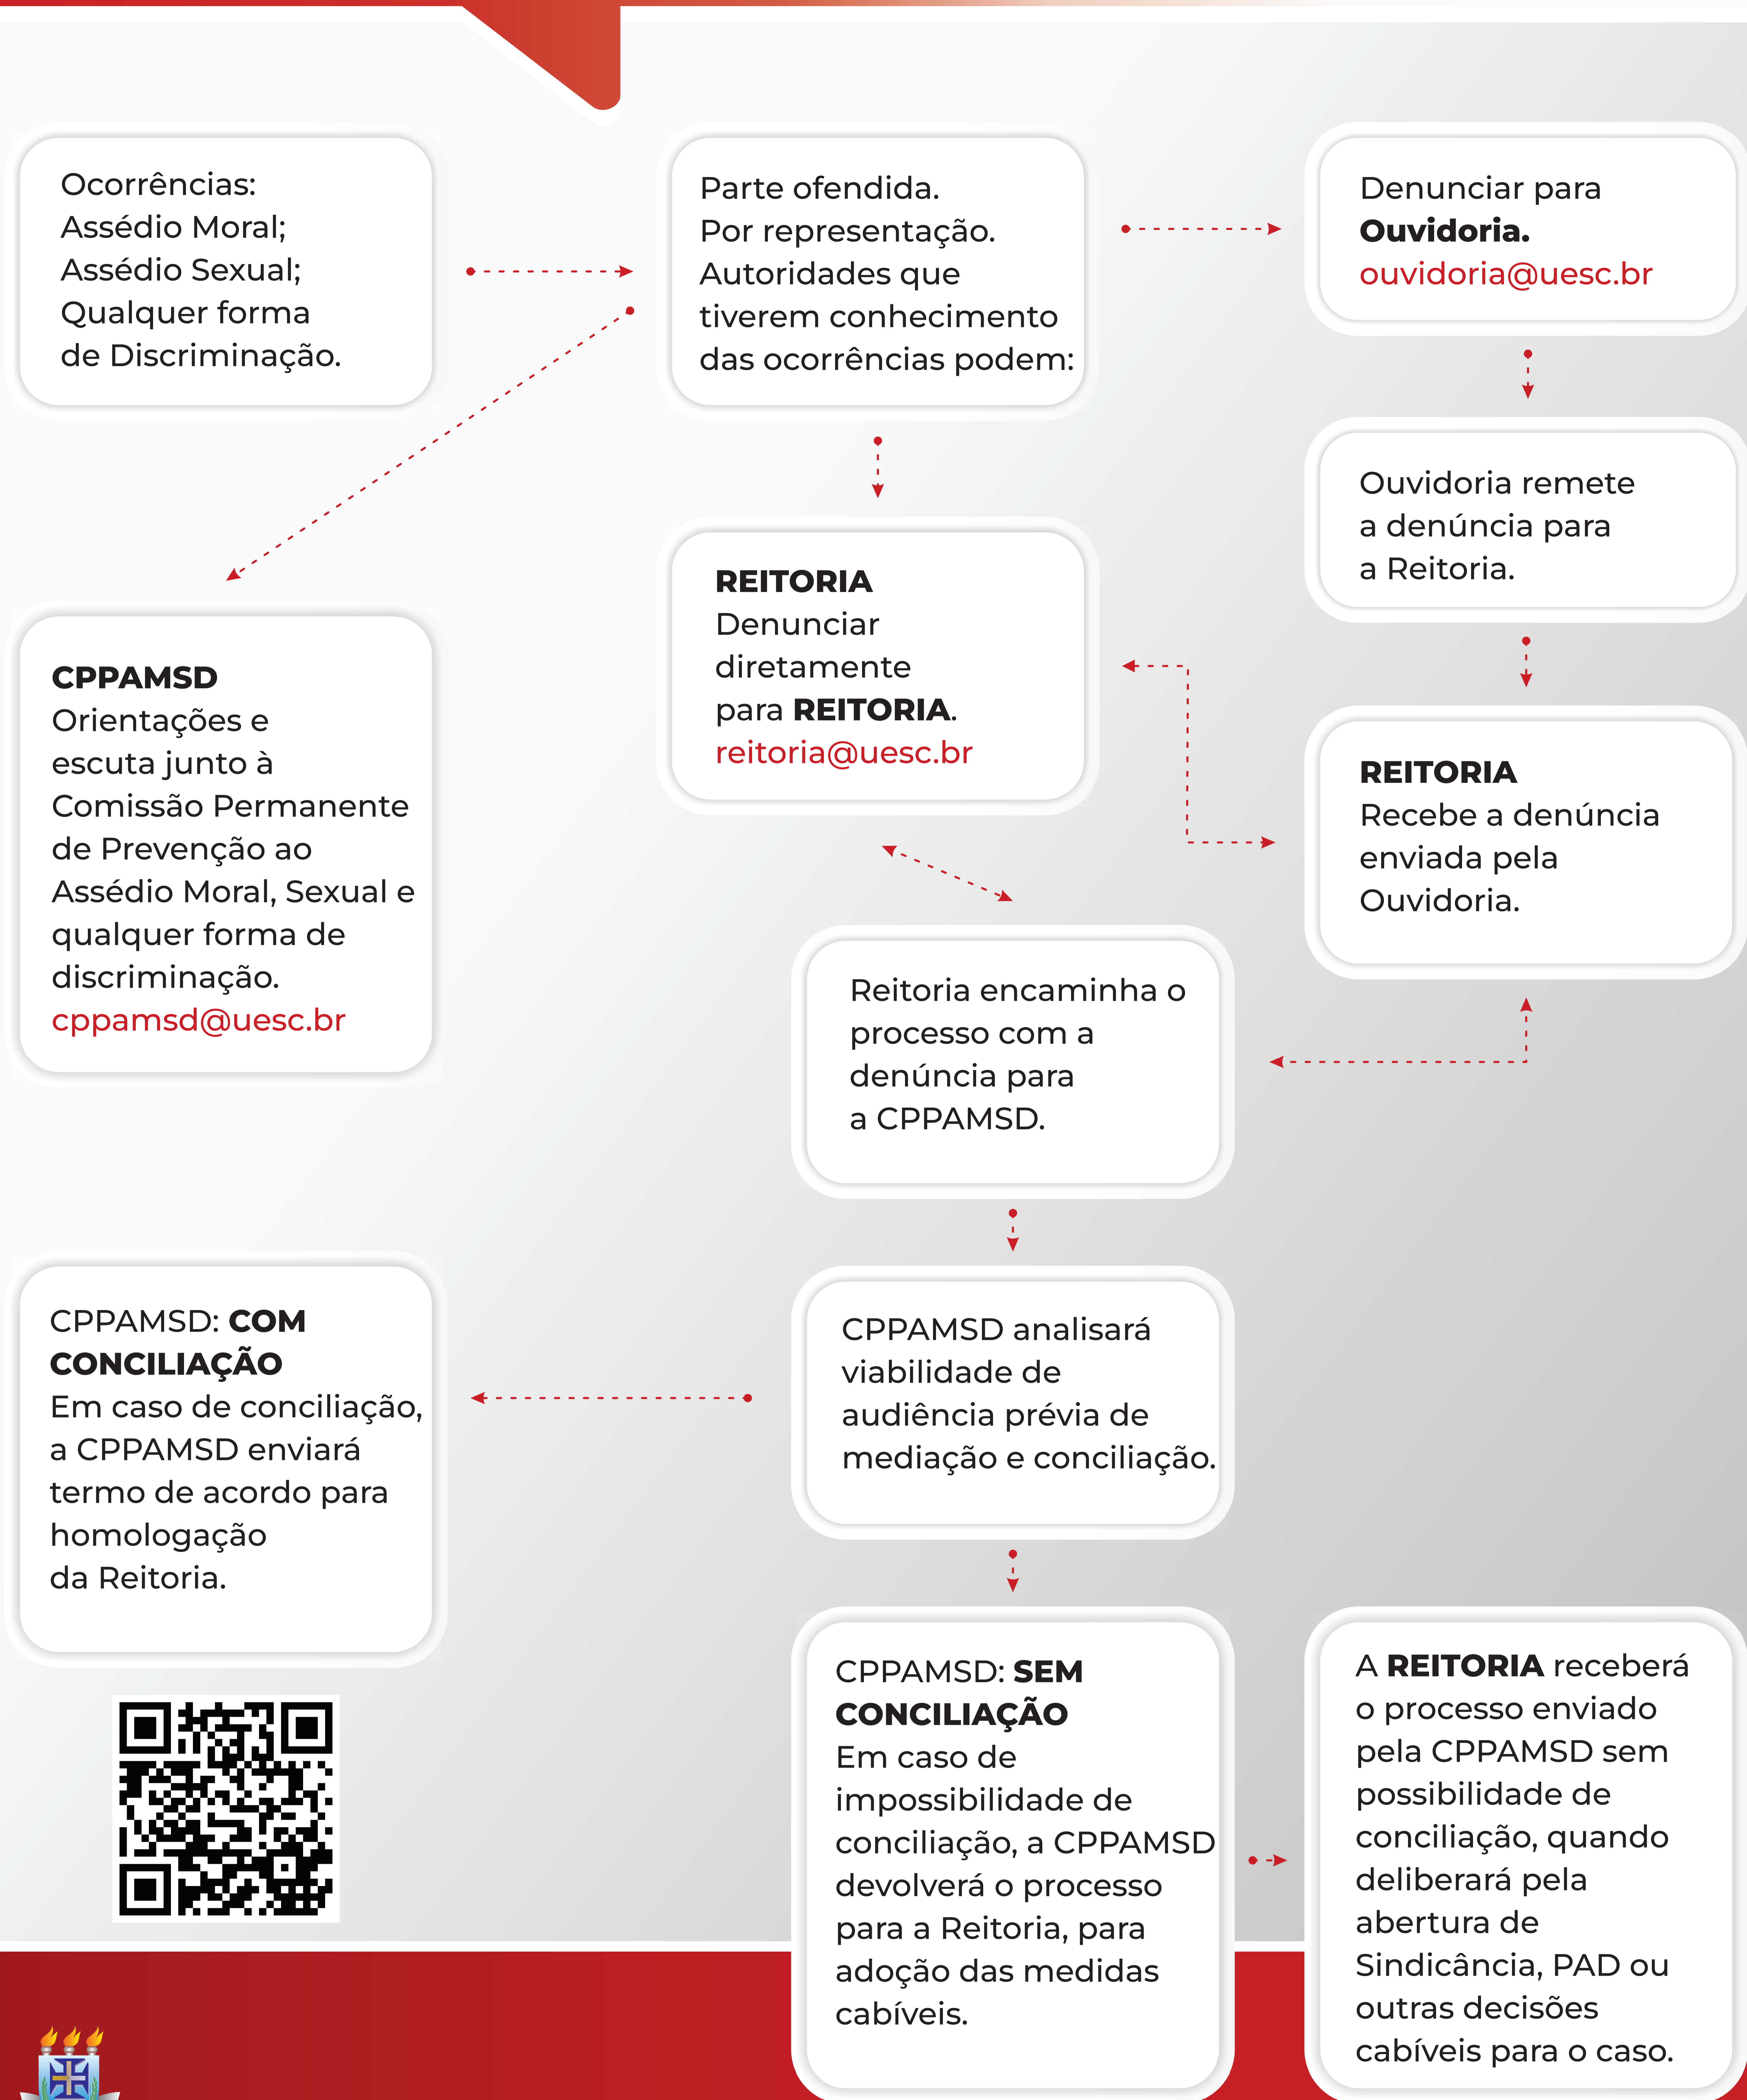 Ocorrências:
Assédio Moral;
Assédio Sexual;
Qualquer forma
de Discriminação.
Parte ofendida.
Por representação.
Autoridades que
tiverem conhecimento
das ocorrências podem:
Denunciar para
Ouvidoria.
ouvidoria@uesc.br
Ouvidoria remete
a denúncia para
a Reitoria.
REITORIA
Denunciar
diretamente
para REITORIA.
reitoria@uesc.br
CPPAMSD
Orientações e
escuta junto à
Comissão Permanente
de Prevenção ao
Assédio Moral, Sexual e
qualquer forma de
discriminação.
cppamsd@uesc.br
REITORIA
Recebe a denúncia
enviada pela
Ouvidoria.
Reitoria encaminha o
processo com a
denúncia para
a CPPAMSD.
CPPAMSD analisará
viabilidade de
audiência prévia de
mediação e conciliação.
CPPAMSD: COM
CONCILIAÇÃO
Em caso de conciliação,
a CPPAMSD enviará
termo de acordo para
homologação
da Reitoria.
CPPAMSD: SEM
CONCILIAÇÃO
Em caso de
impossibilidade de
conciliação, a CPPAMSD
devolverá o processo
para a Reitoria, para
adoção das medidas
cabíveis.
A REITORIA receberá
o processo enviado
pela CPPAMSD sem
possibilidade de
conciliação, quando
deliberará pela
abertura de
Sindicância, PAD ou
outras decisões
cabíveis para o caso.